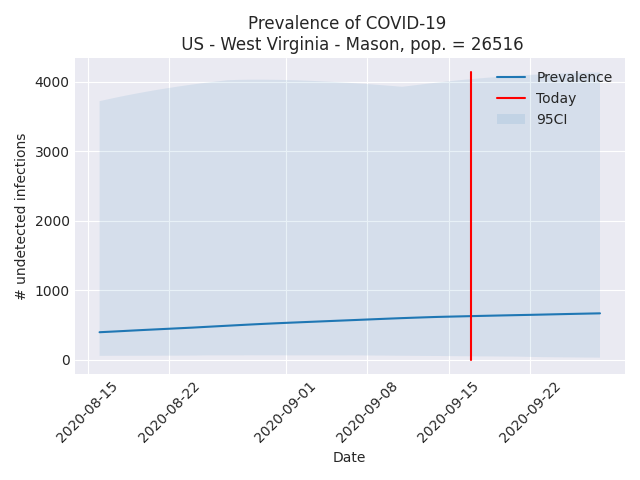 Prevalence of COVID-19
US - West Virginia - Mason, pop. = 26516
Prevalence
Today
95CI
# undetected infections
4000
3000
2000
1000
0
2020-08-15
2020-08-22
2020-09-01
2020-09-08
2020-09-15
2020-09-22
Date